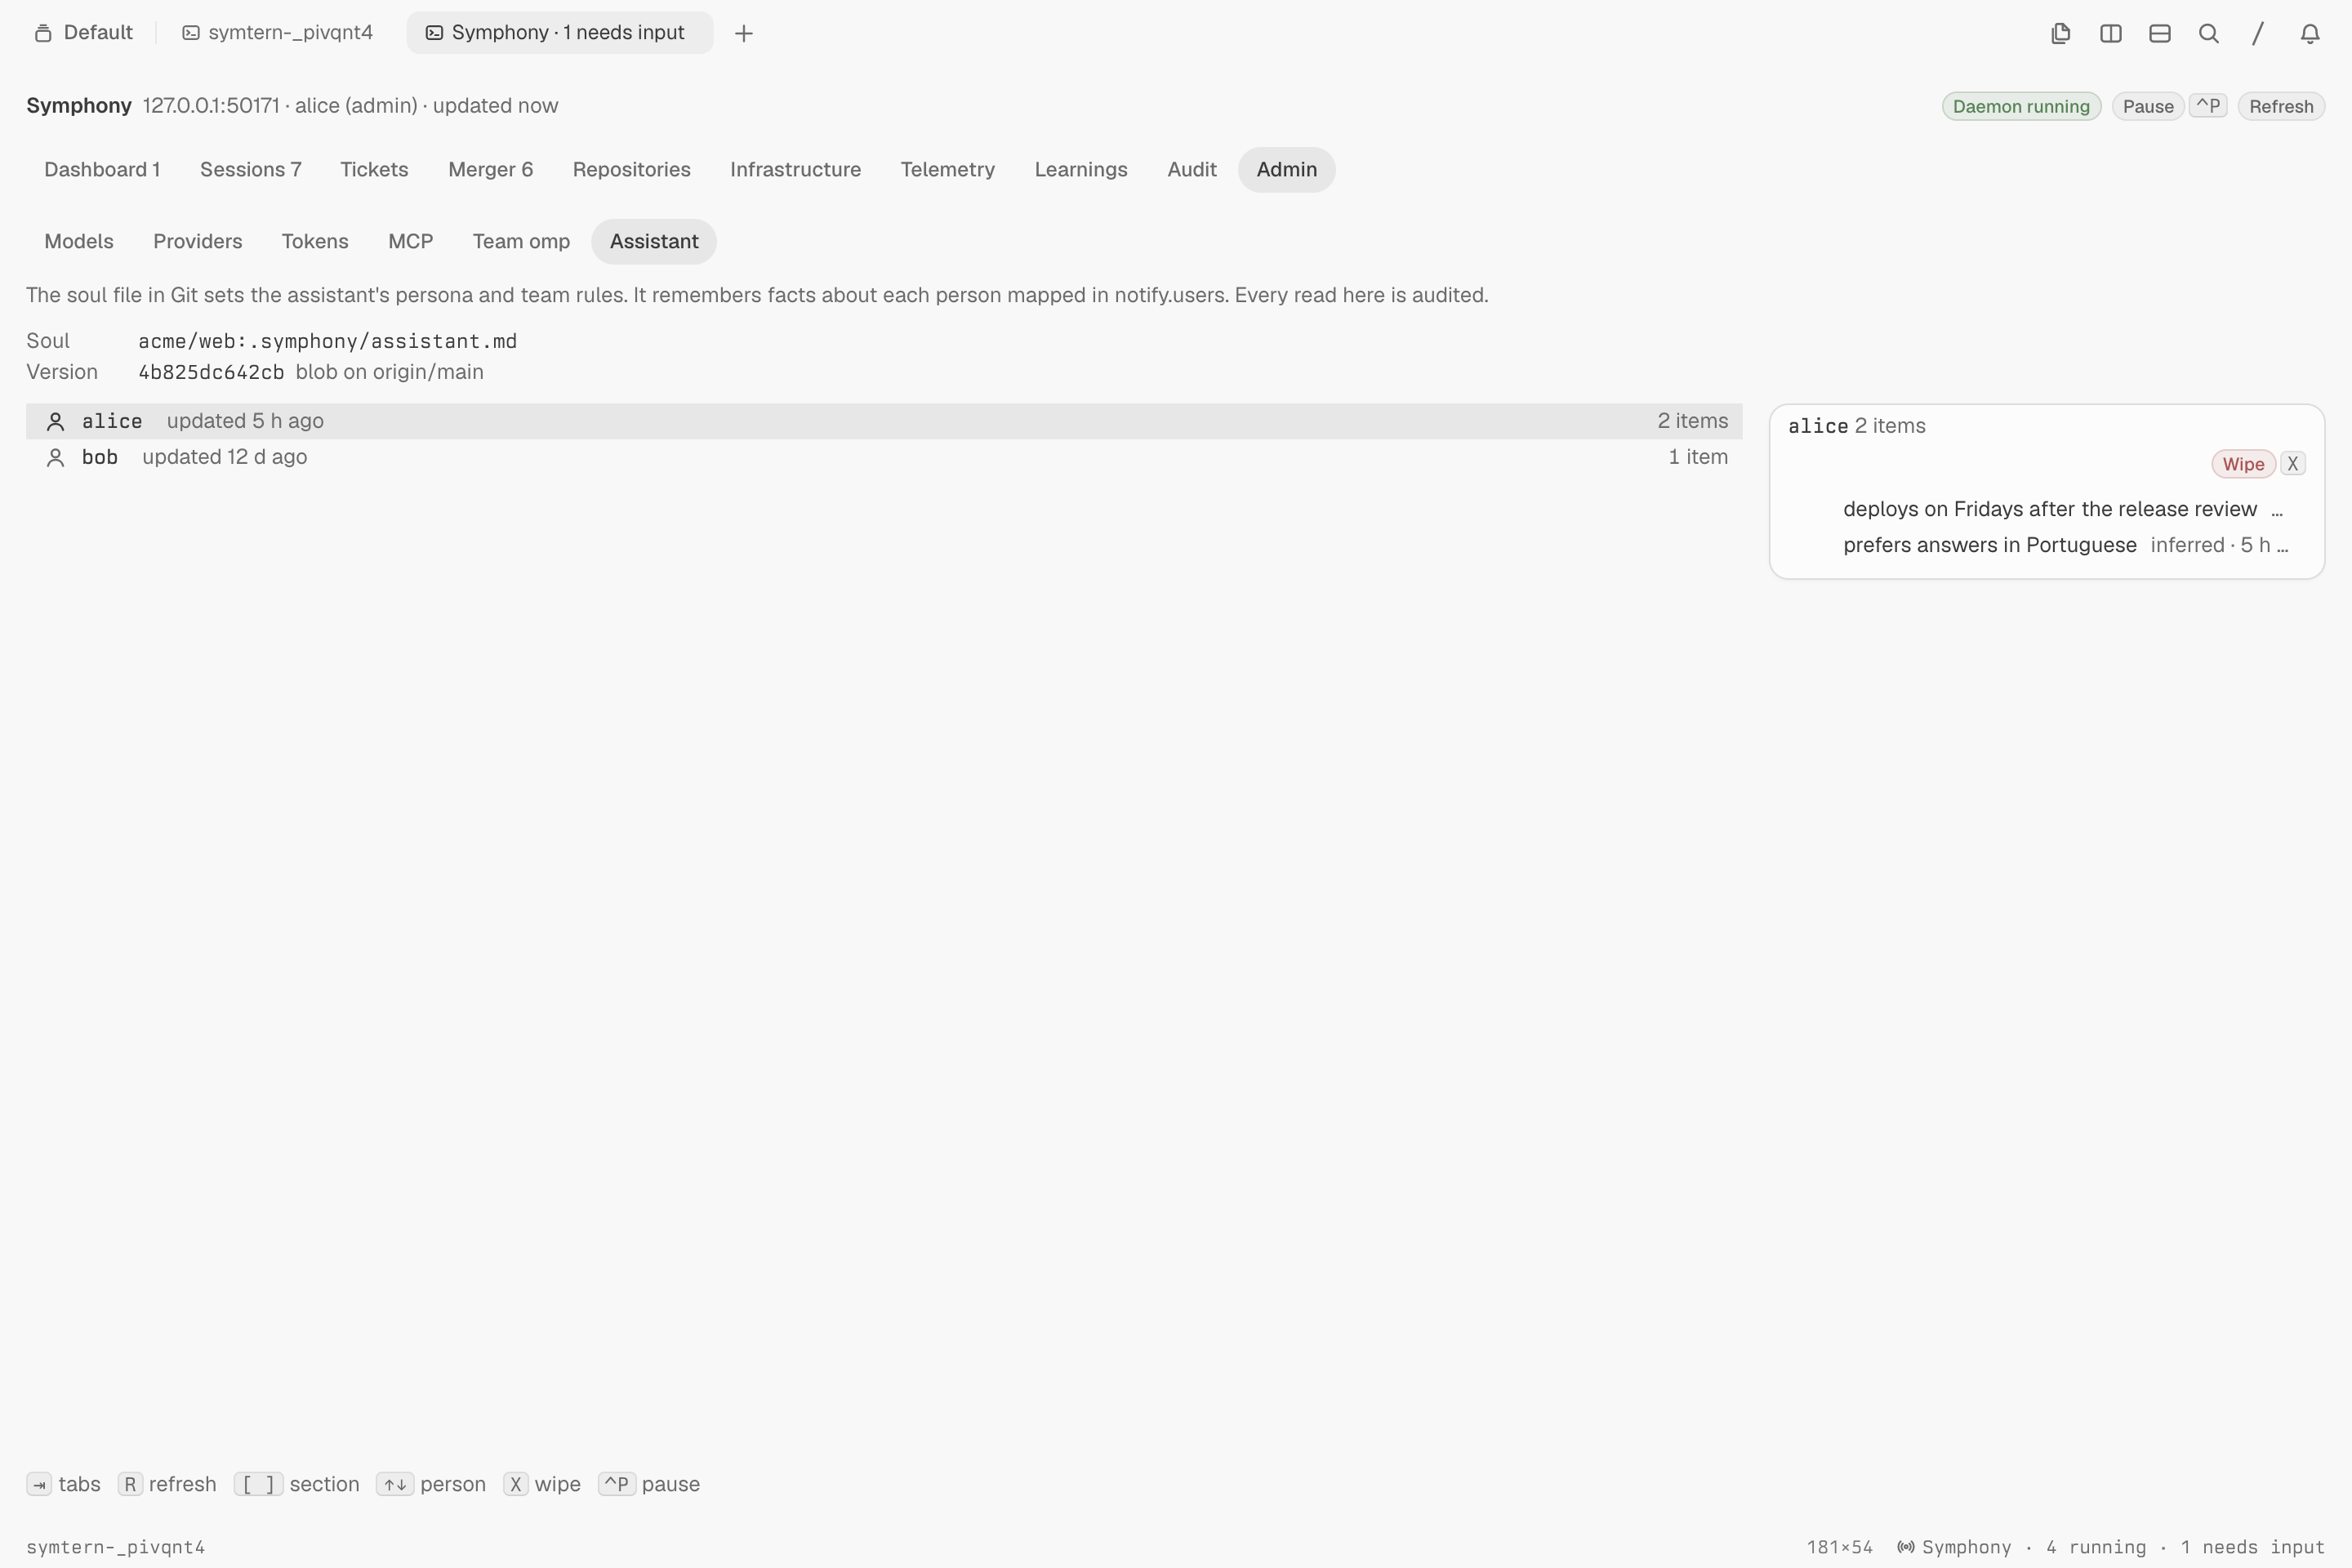 Default symtern-_pivqnt4 Symphony · 1 needs input
Symphony 127.0.0.1:50171 · alice (admin) · updated now Daemon running Pause ^P Refresh
Dashboard 1 Sessions 7 Tickets Merger 6 Repositories Infrastructure Telemetry Learnings Audit Admin
Models Providers Tokens MCP Team omp Assistant
The soul file in Git sets the assistant's persona and team rules. It remembers facts about each person mapped in notify.users. Every read here is audited.
Soul acme/web:.symphony/assistant.md
Version 4b825dc642cb blob on origin/main
alice updated 5 h ago 2 items
bob updated 12 d ago 1 item
alice 2 items
Wipe X
deploys on Fridays after the release review …
prefers answers in Portuguese inferred · 5 h …
⇥ tabs R refresh [ ] section ↑↓ person X wipe ^P pause
symtern-_pivqnt4 181×54 Symphony · 4 running · 1 needs input